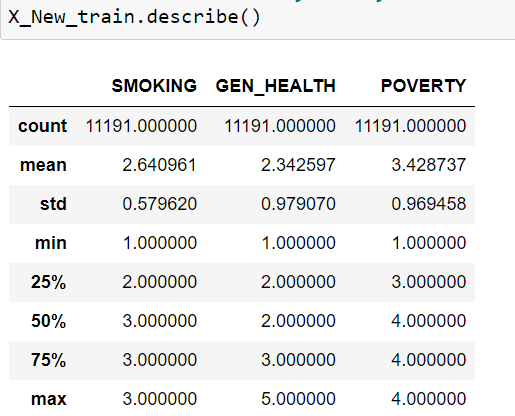 X_New_train.describe()
SMOKING GEN_HEALTH POVERTY
count 11191.000000 11191.000000 11191.000000
mean 2.640961 2.342597 3.428737
std 0.579620 0.979070 0.969458
min 1.000000 1.000000 1.000000
25% 2.000000 2.000000 3.000000
50% 3.000000 2.000000 4.000000
75% 3.000000 3.000000 4.000000
max 3.000000 5.000000 4.000000